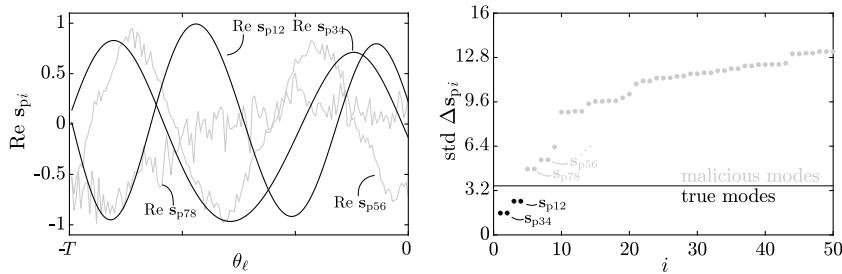 1
0.5
0
-0.5
-1
Re s_pi
-T
θ_ℓ
0
Re s_p12
Re s_p34
Re s_p78
Re s_p56
16.8
12.8
9.6
6.4
3.2
0
std Δs_pi
s_p56
s_p78
malicious modes
true modes
s_p12
s_p34
0
10
20
30
40
50
i